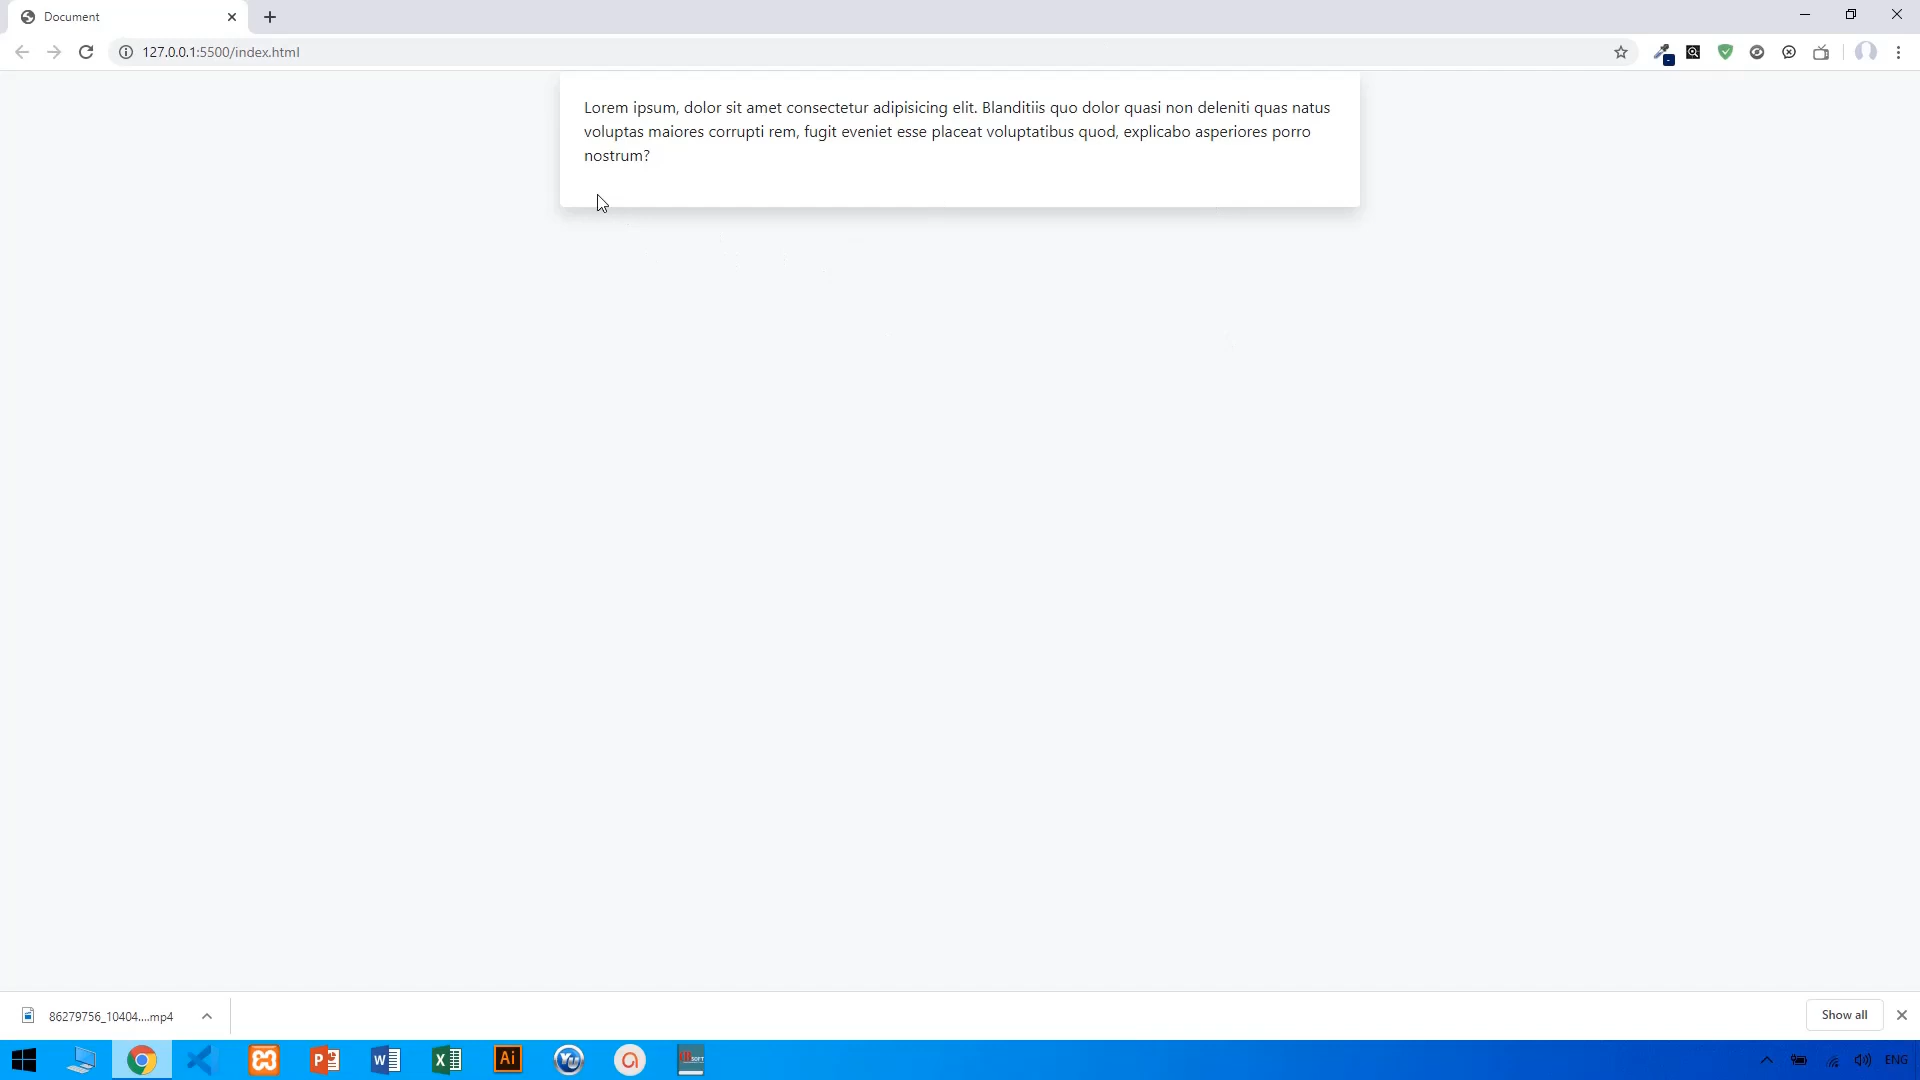 Document
127.0.0.1:5500/index.html
Lorem ipsum, dolor sit amet consectetur adipisicing elit. Blanditiis quo dolor quasi non deleniti quas natus
voluptas maiores corrupti rem, fugit eveniet esse placeat voluptatibus quod, explicabo asperiores porro
nostrum?
86279756_10404....mp4
Show all
ENG